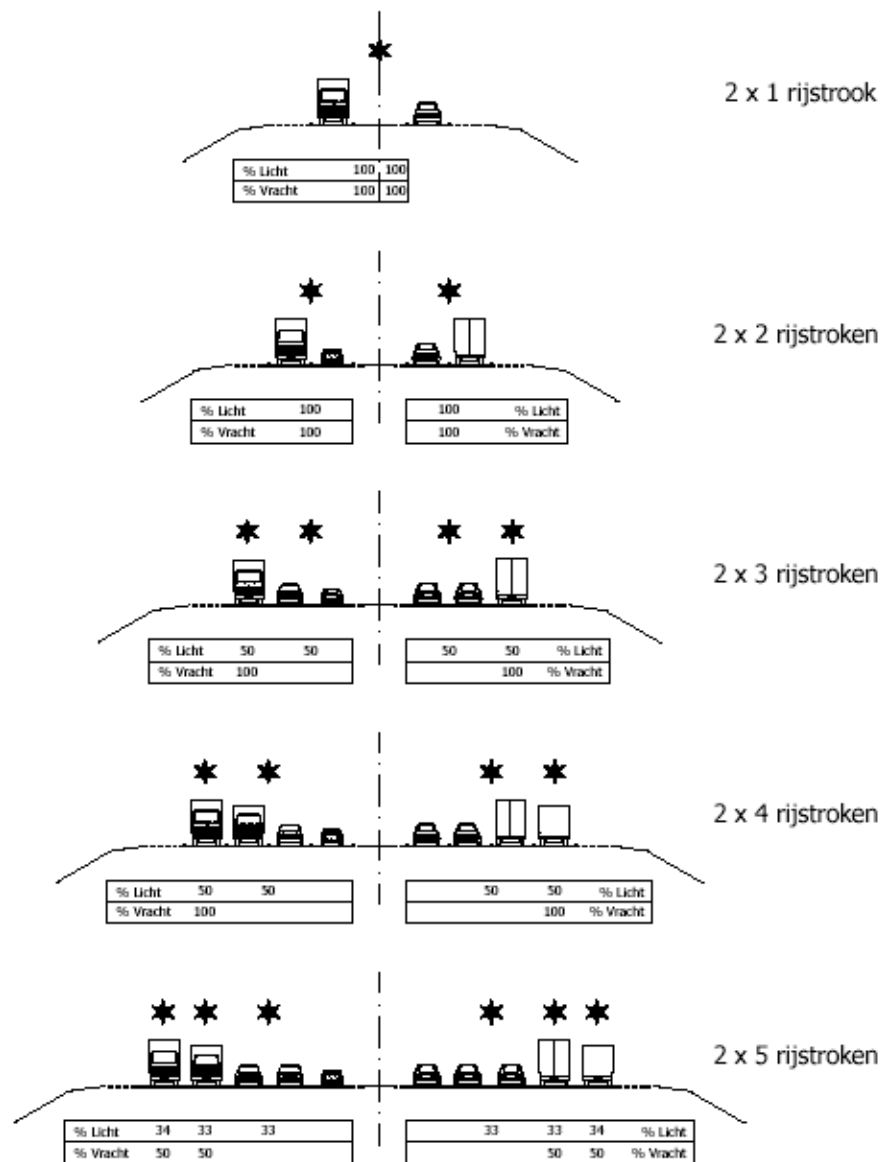 2 x 1 rijstrook
% Licht 100 100
% Vracht 100 100
2 x 2 rijstroken
% Licht 100 100 % Licht
% Vracht 100 100 % Vracht
2 x 3 rijstroken
% Licht 50 50 50 50 % Licht
% Vracht 100 100 % Vracht
2 x 4 rijstroken
% Licht 50 50 50 50 % Licht
% Vracht 100 100 % Vracht
2 x 5 rijstroken
% Licht 34 33 33 33 33 34 % Licht
% Vracht 50 50 50 50 % Vracht